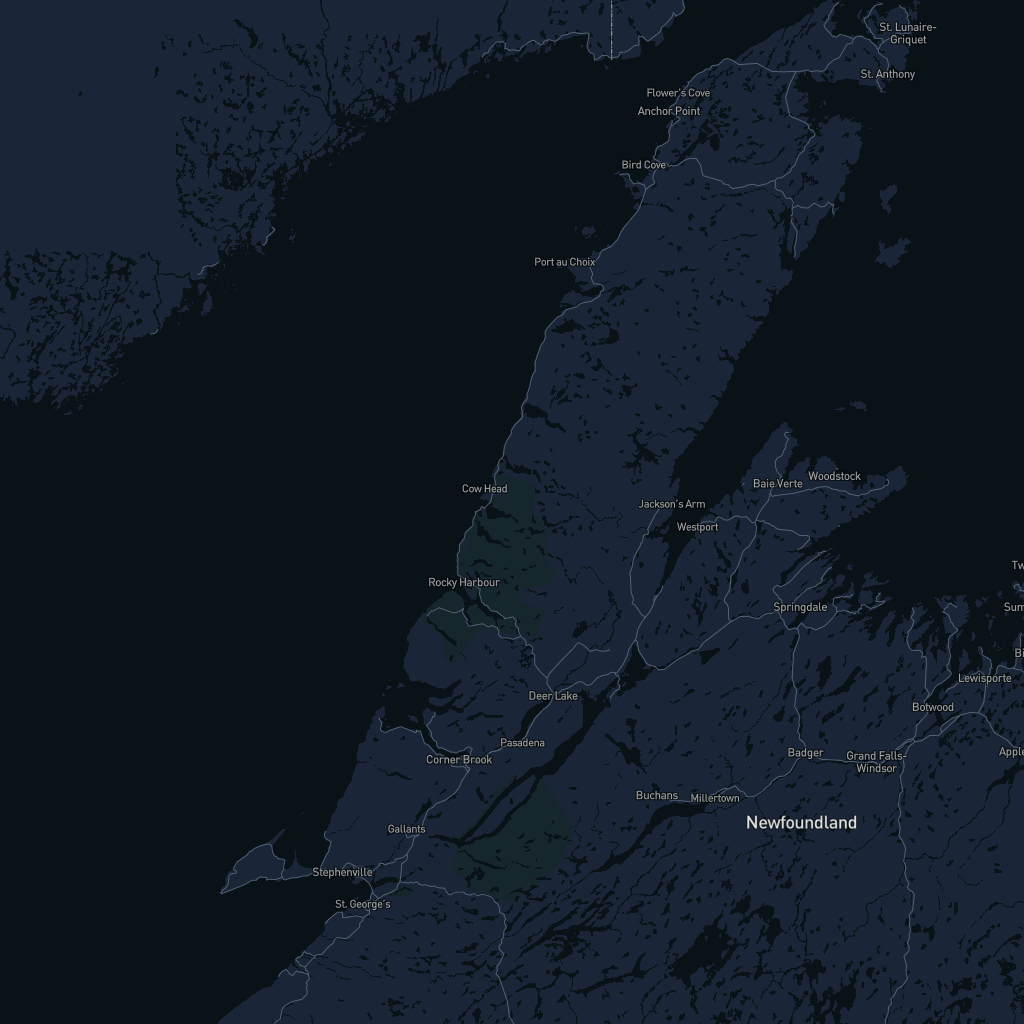 St. Lunaire-
Griquet
St. Anthony
Flower's Cove
Anchor Point
Bird Cove
Port au Choix
Cow Head
Baie Verte
Woodstock
Jackson's Arm
Westport
Rocky Harbour
Tw
Springdale
Sum
Bi
Lewisporte
Deer Lake
Botwood
Pasadena
Corner Brook
Badger
Grand Falls-
Windsor
Apple
Buchans
Millertown
Newfoundland
Gallants
Stephenville
St. George's